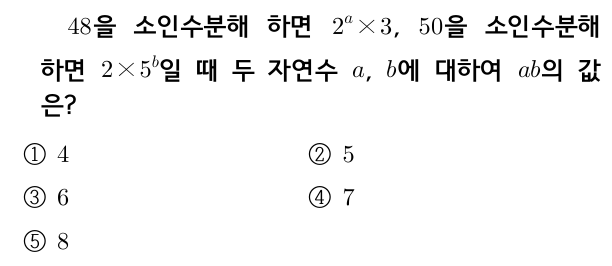 48을 소인수분해 하면 $2^a \times 3$, 50을 소인수분해
하면 $2 \times 5^b$일 때 두 자연수 $a$, $b$에 대하여 $ab$의 값
은?
① 4 ② 5
③ 6 ④ 7
⑤ 8